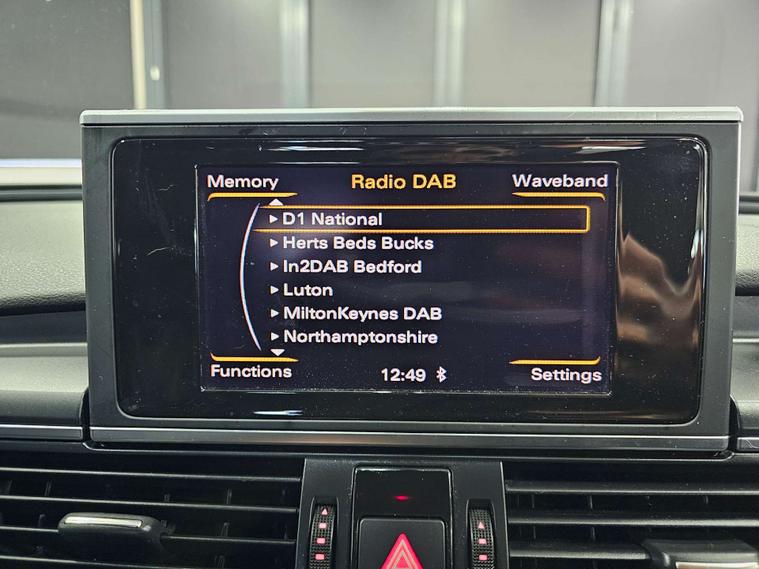 Memory Radio DAB Waveband
D1 National
Herts Beds Bucks
In2DAB Bedford
Luton
MiltonKeynes DAB
Northamptonshire
Functions 12:49 Settings